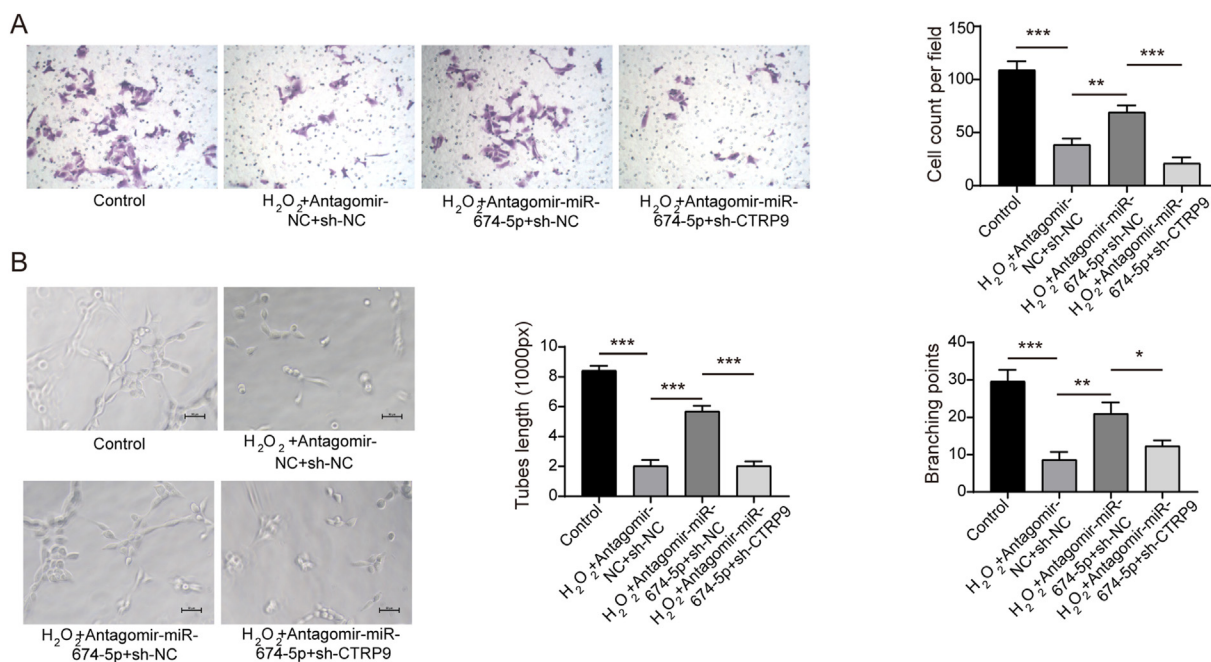 A
Control
H2O2+Antagomir-
NC+sh-NC
H2O2+Antagomir-miR-
674-5p+sh-NC
H2O2+Antagomir-miR-
674-5p+sh-CTRP9
Cell count per field
150
100
50
0
***
**
***
Control
H2O2+Antagomir-
NC+sh-NC
H2O2+Antagomir-miR-
674-5p+sh-NC
H2O2+Antagomir-miR-
674-5p+sh-CTRP9
B
Control
H2O2+Antagomir-
NC+sh-NC
H2O2+Antagomir-miR-
674-5p+sh-NC
H2O2+Antagomir-miR-
674-5p+sh-CTRP9
Tubes length (1000px)
10
8
6
4
2
0
***
***
***
Control
H2O2+Antagomir-
NC+sh-NC
H2O2+Antagomir-miR-
674-5p+sh-NC
H2O2+Antagomir-miR-
674-5p+sh-CTRP9
Branching points
40
30
20
10
0
***
**
*
Control
H2O2+Antagomir-
NC+sh-NC
H2O2+Antagomir-miR-
674-5p+sh-NC
H2O2+Antagomir-miR-
674-5p+sh-CTRP9